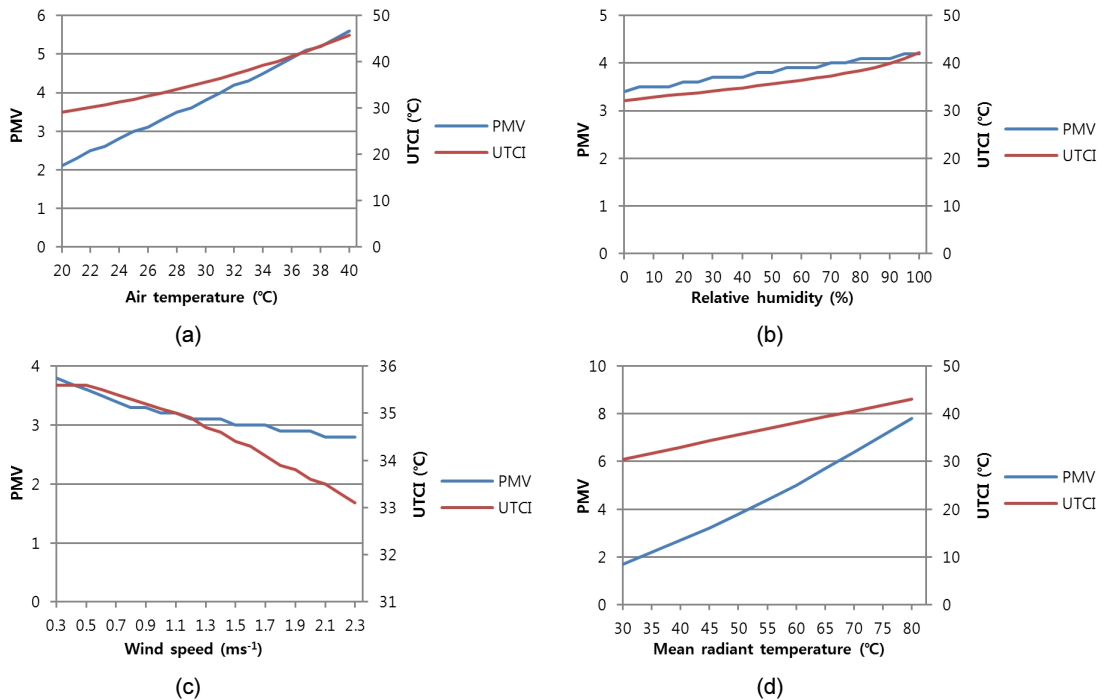 6
5
4
3
2
1
0
PMV
50
40
30
20
10
0
UTCI (℃)
PMV
UTCI
20 22 24 26 28 30 32 34 36 38 40
Air temperature (℃)
(a)
5
4
3
2
1
0
PMV
50
40
30
20
10
0
UTCI (℃)
PMV
UTCI
0 10 20 30 40 50 60 70 80 90 100
Relative humidity (%)
(b)
4
3
2
1
0
PMV
36
35
34
33
32
31
UTCI (℃)
PMV
UTCI
0.3 0.5 0.7 0.9 1.1 1.3 1.5 1.7 1.9 2.1 2.3
Wind speed (ms⁻¹)
(c)
10
8
6
4
2
0
PMV
50
40
30
20
10
0
UTCI (℃)
PMV
UTCI
30 35 40 45 50 55 60 65 70 75 80
Mean radiant temperature (℃)
(d)